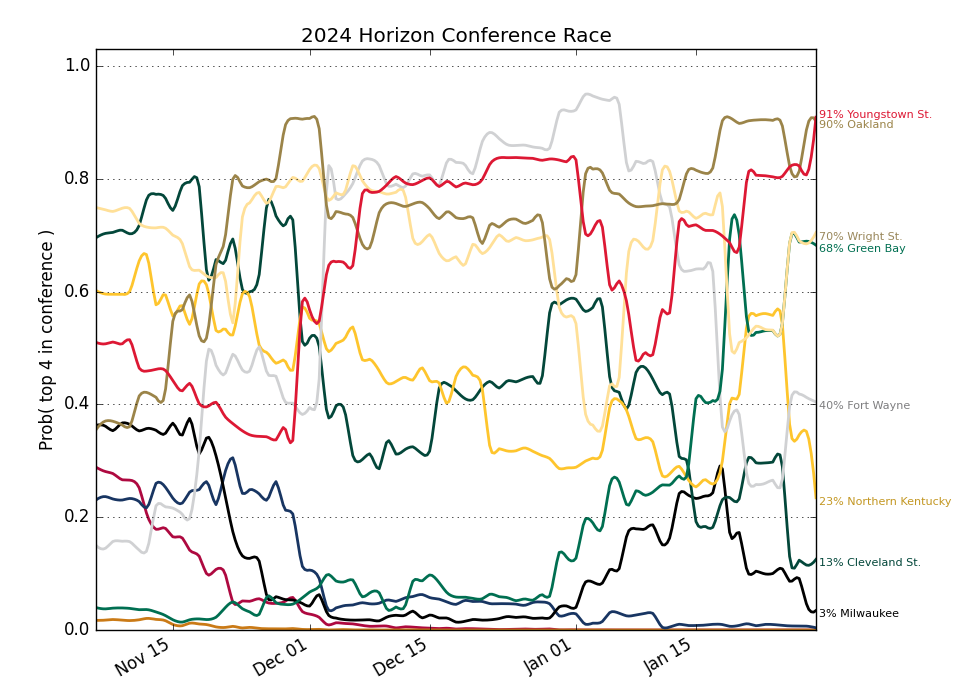 2024 Horizon Conference Race
Prob( top 4 in conference )
1.0
0.8
0.6
0.4
0.2
0.0
Nov 15
Dec 01
Dec 15
Jan 01
Jan 15
91% Youngstown St.
90% Oakland
70% Wright St.
68% Green Bay
40% Fort Wayne
23% Northern Kentucky
13% Cleveland St.
3% Milwaukee